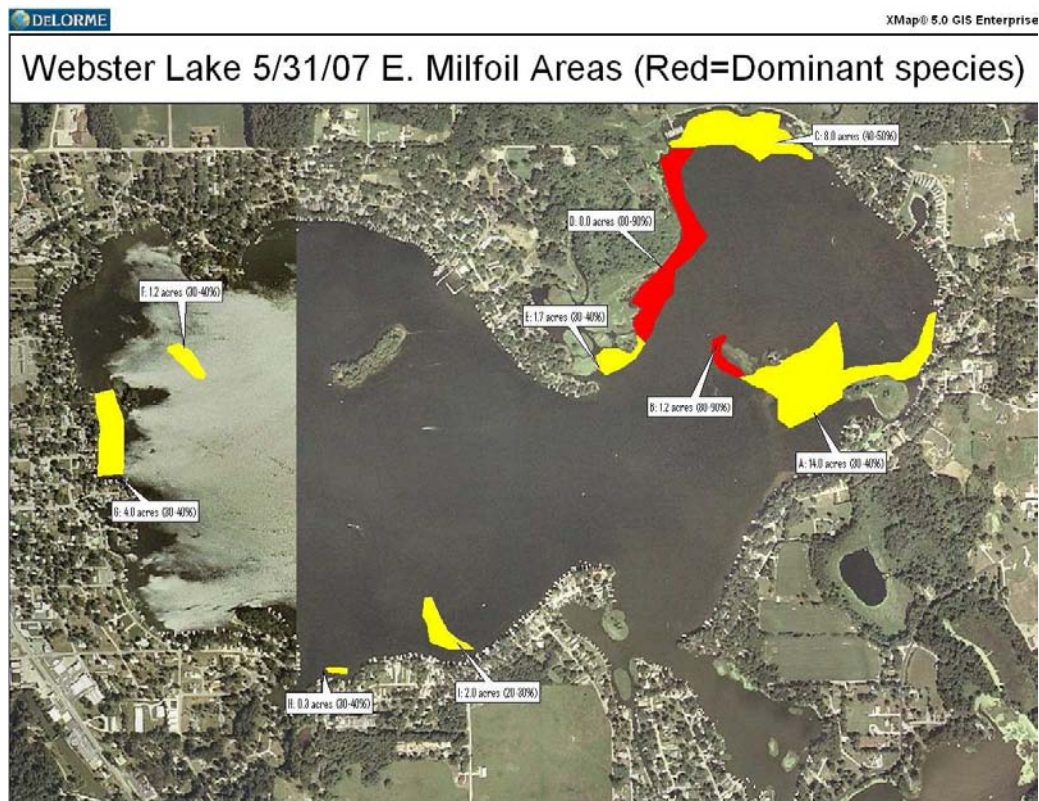 DELORME
XMap® 5.0 GIS Enterprise
Webster Lake 5/31/07 E. Milfoil Areas (Red=Dominant species)
C: 8.0 acres (40-50%)
D: acres (80-90%)
F: 1.2 acres (30-40%)
E: 1.7 acres (30-40%)
B: 1.2 acres (80-90%)
A: 14.0 acres (30-40%)
G: 4.0 acres (30-40%)
I: 2.0 acres (20-30%)
H: 0.3 acres (30-40%)